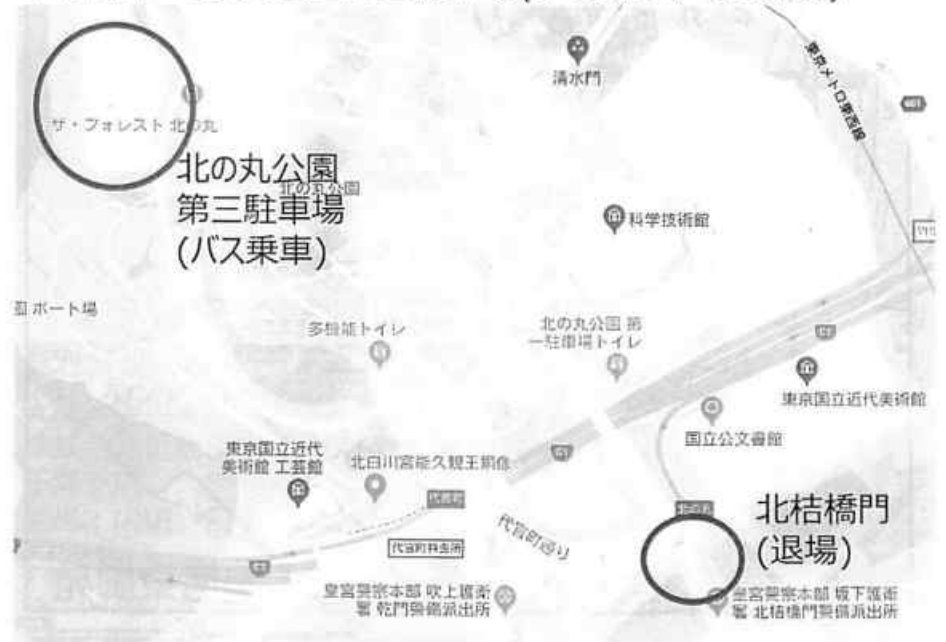 清水門
東京メトロ東西線
ザ・フォレスト 北の丸
北の丸公園
第三駐車場
(バス乗車)
北の丸公園
科学技術館
ボート場
多機能トイレ
北の丸公園 第
一駐車場トイレ
東京国立近代美術館
国立公文書館
東京国立近代
美術館 工芸館
北白川宮能久親王銅像
代官町
C1
C1
C1
代官町料金所
代官町通り
北の丸
北桔橋門
(退場)
皇宮警察本部 吹上護衛
署 乾門警備派出所
皇宮警察本部 坂下護衛
署 北桔橋門警備派出所